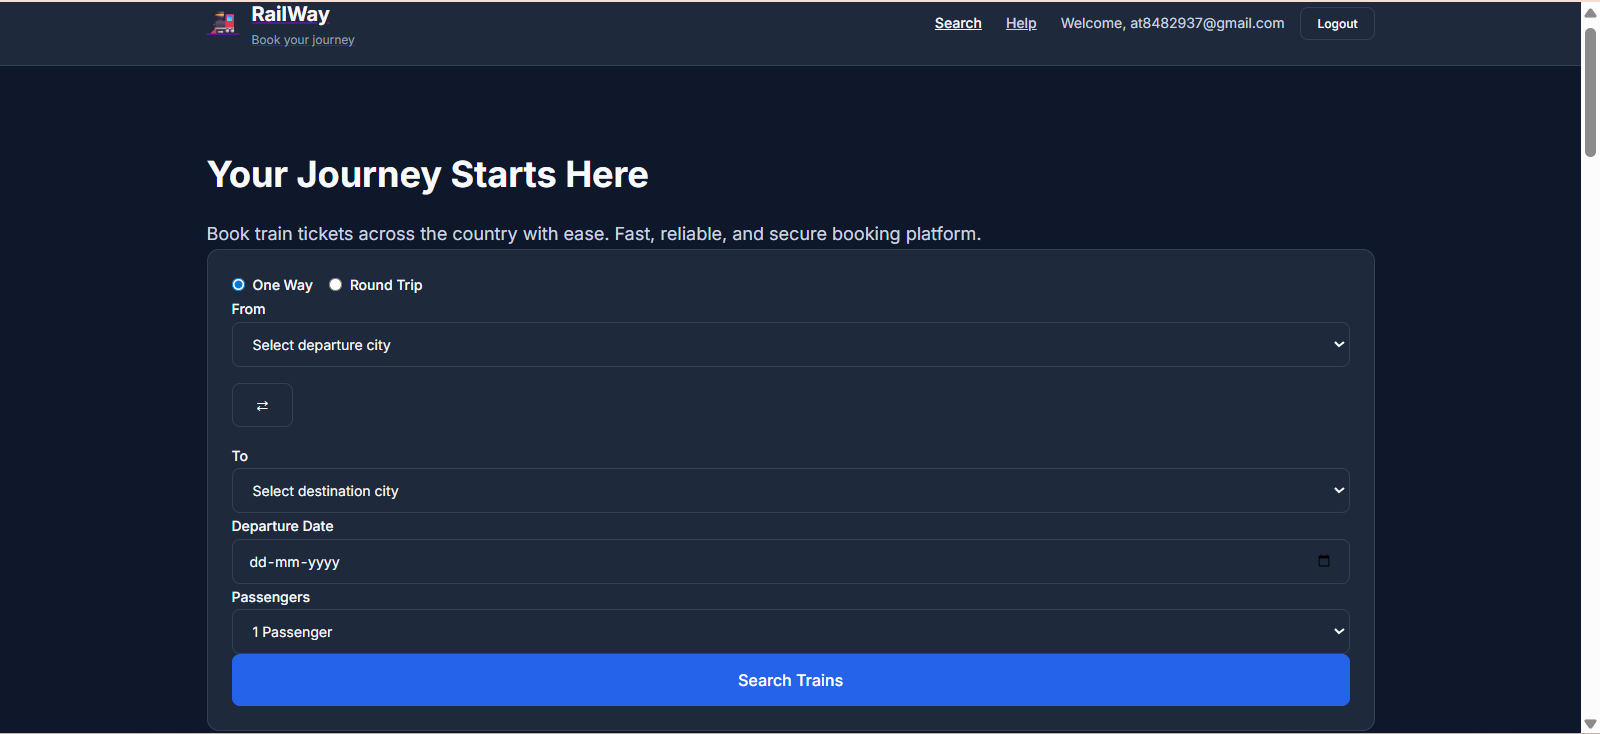 RailWay
Book your journey
Search Help Welcome, at8482937@gmail.com Logout
Your Journey Starts Here
Book train tickets across the country with ease. Fast, reliable, and secure booking platform.
One Way Round Trip
From
Select departure city
⇄
To
Select destination city
Departure Date
dd-mm-yyyy
Passengers
1 Passenger
Search Trains